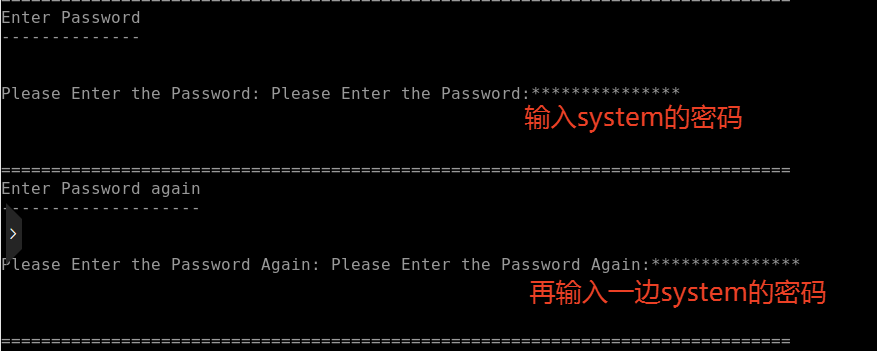 ===============================================================================
Enter Password
--------------
Please Enter the Password: Please Enter the Password:***************
输入system的密码
===============================================================================
Enter Password again
--------------------
Please Enter the Password Again: Please Enter the Password Again:***************
再输入一边system的密码
===============================================================================